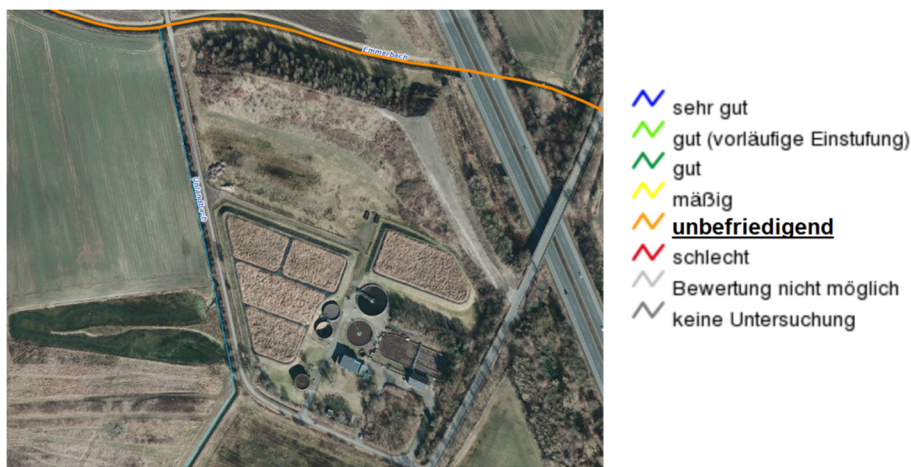 Emmerbach
sehr gut
gut (vorläufige Einstufung)
gut
mäßig
unbefriedigend
schlecht
Bewertung nicht möglich
keine Untersuchung